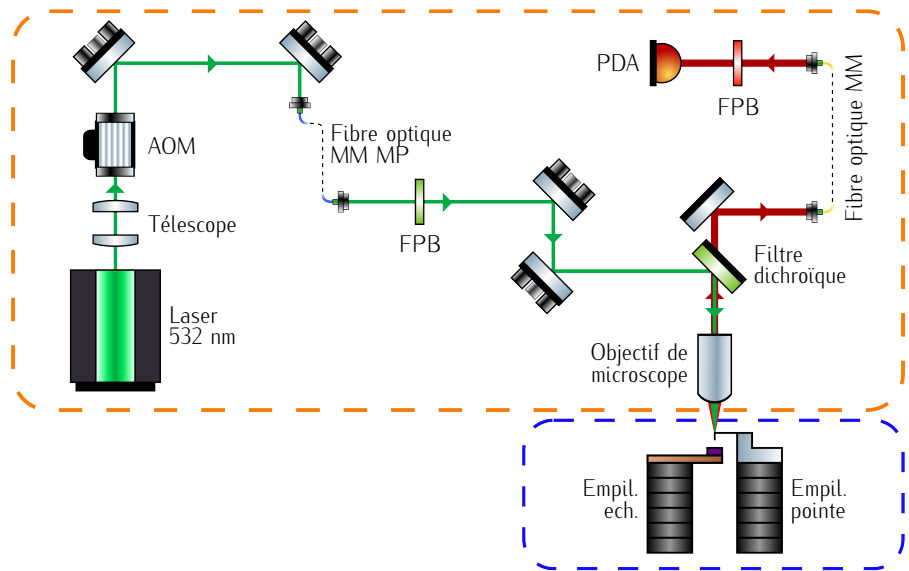 PDA
FPB
Fibre optique MM
AOM
Fibre optique
MM MP
Télescope
FPB
Filtre
dichroïque
Laser
532 nm
Objectif de
microscope
Empil.
ech.
Empil.
pointe